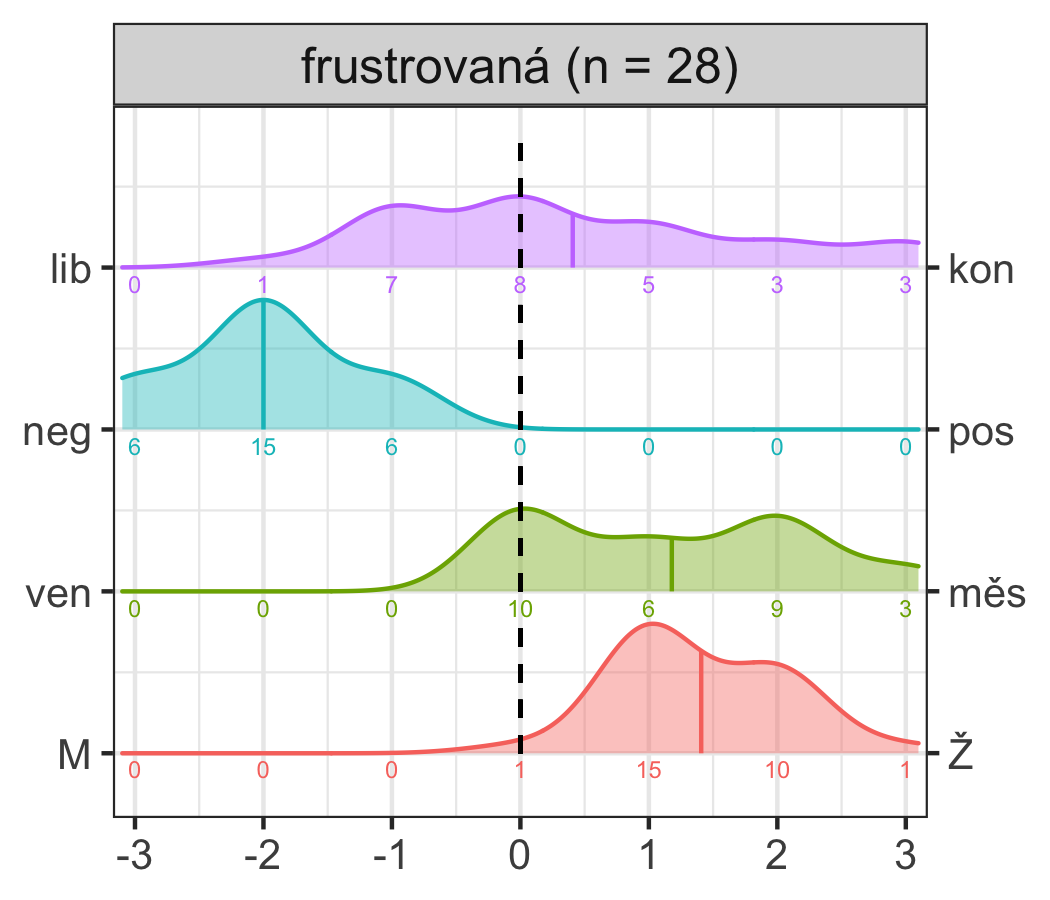 frustrovaná (n = 28)
lib kon
0 1 7 8 5 3 3
neg pos
6 15 6 0 0 0 0
ven měs
0 0 0 10 6 9 3
M Ž
0 0 0 1 15 10 1
-3 -2 -1 0 1 2 3